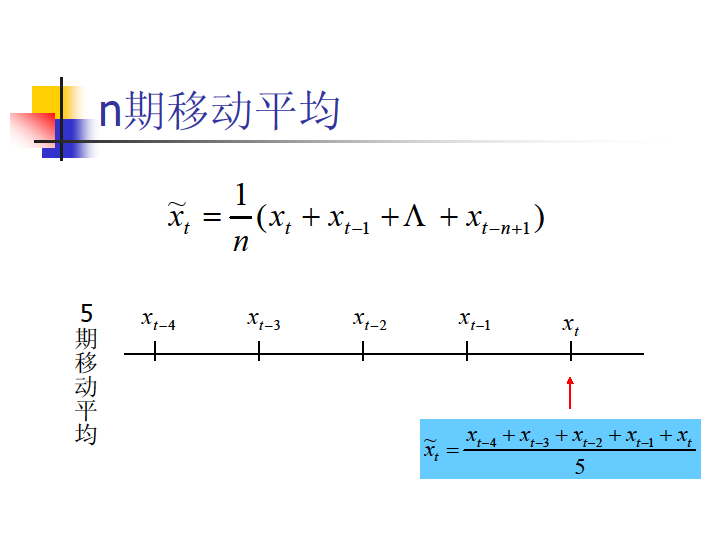 n期移动平均
x̃_t = 1/n (x_t + x_{t-1} + Λ + x_{t-n+1})
5期移动平均
x_{t-4} x_{t-3} x_{t-2} x_{t-1} x_t
x̃_t = (x_{t-4} + x_{t-3} + x_{t-2} + x_{t-1} + x_t) / 5